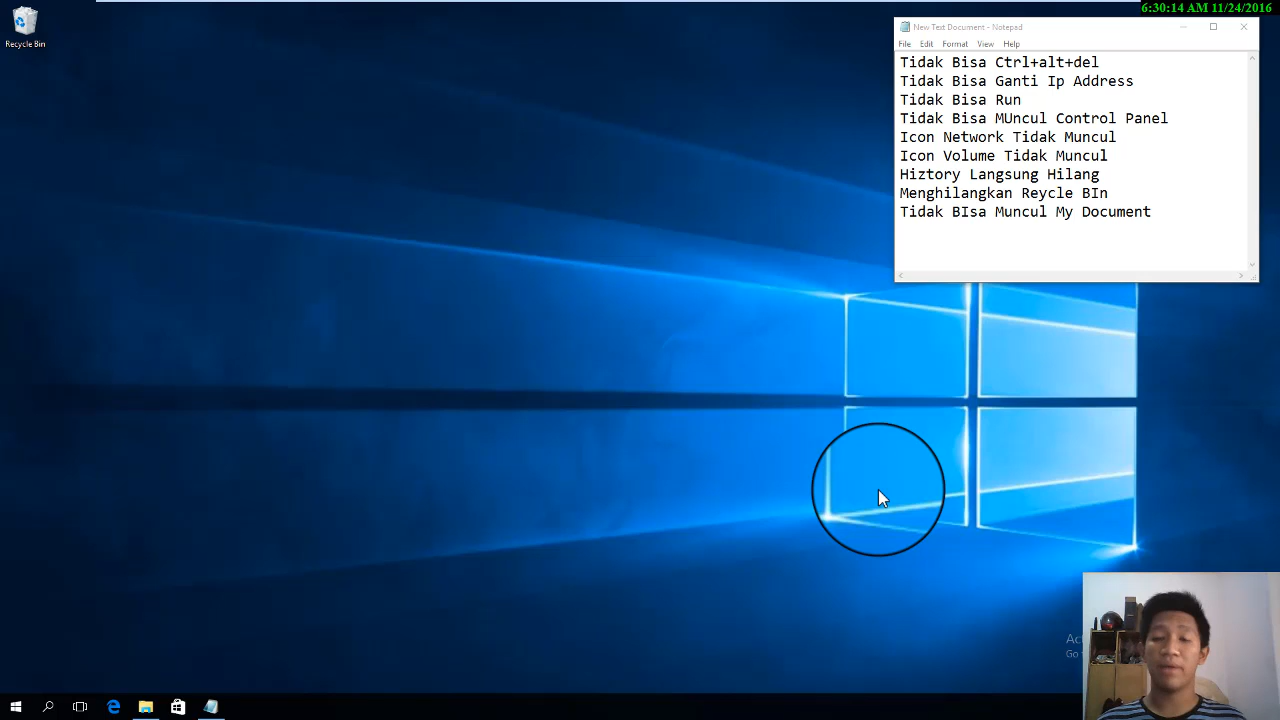 6:30:14 AM 11/24/2016
Recycle Bin
New Text Document - Notepad
File Edit Format View Help
Tidak Bisa Ctrl+alt+del
Tidak Bisa Ganti Ip Address
Tidak Bisa Run
Tidak Bisa MUncul Control Panel
Icon Network Tidak Muncul
Icon Volume Tidak Muncul
Hiztory Langsung Hilang
Menghilangkan Reycle BIn
Tidak BIsa Muncul My Document
Go